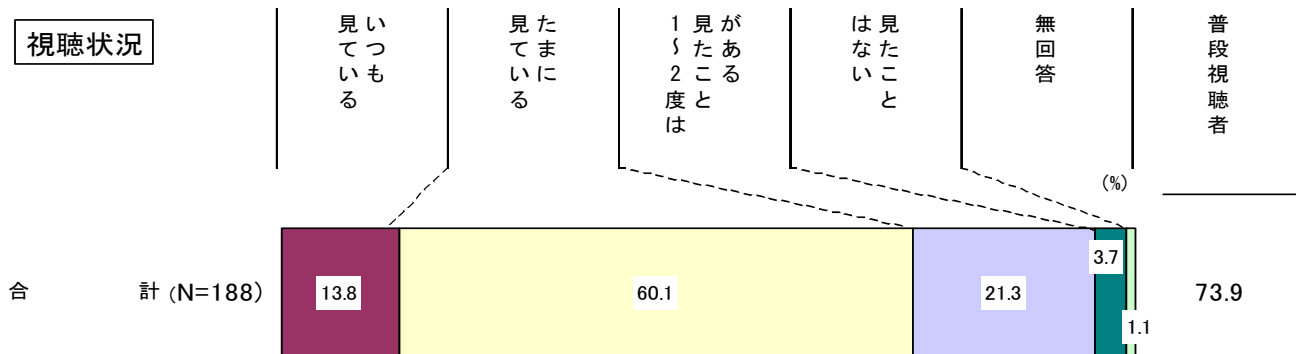 視聴状況
いつも
見ている
たまに
見ている
1~2度は
見たこと
がある
見たこと
はない
無回答
普段視聴者
(%)
合 計 (N=188)
13.8
60.1
21.3
3.7
1.1
73.9